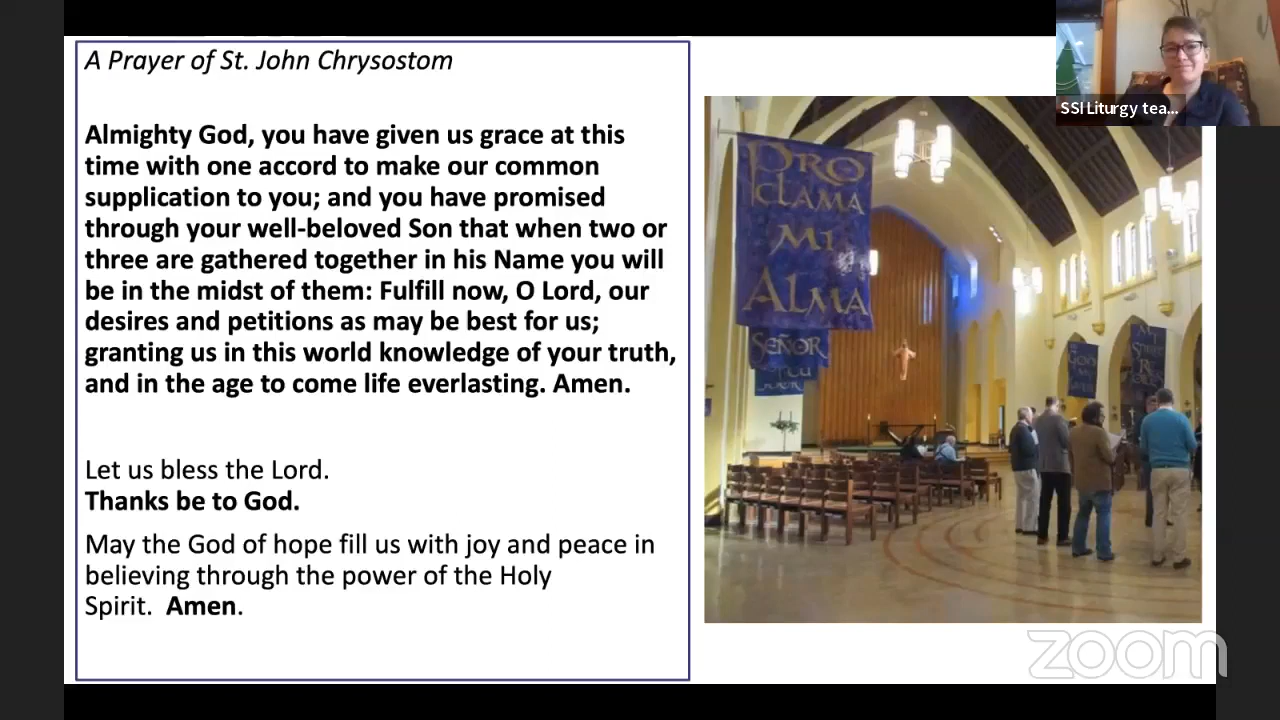 A Prayer of St. John Chrysostom
Almighty God, you have given us grace at this
time with one accord to make our common
supplication to you; and you have promised
through your well-beloved Son that when two or
three are gathered together in his Name you will
be in the midst of them: Fulfill now, O Lord, our
desires and petitions as may be best for us;
granting us in this world knowledge of your truth,
and in the age to come life everlasting. Amen.
Let us bless the Lord.
Thanks be to God.
May the God of hope fill us with joy and peace in
believing through the power of the Holy
Spirit.  Amen.
SSI Liturgy tea...
PRO
CLAMA
MI
ALMA
SEÑOR
zoom